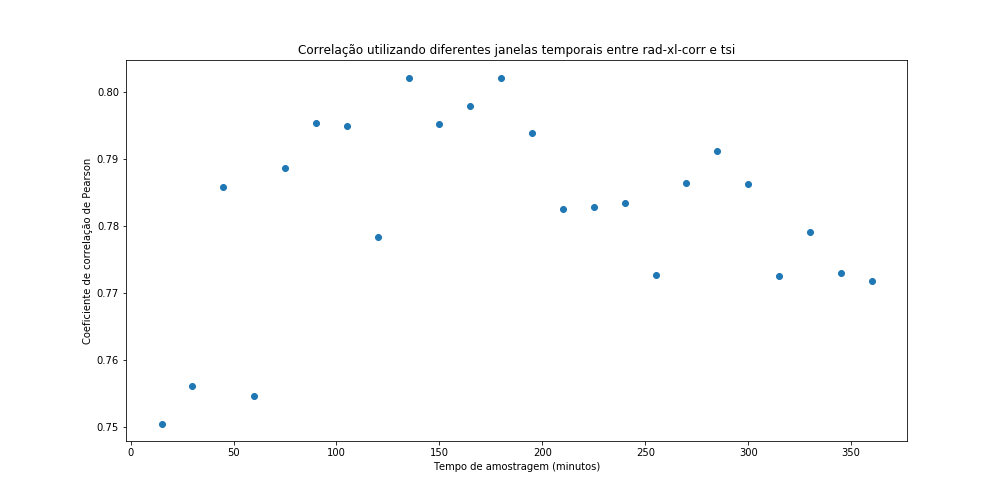 Correlação utilizando diferentes janelas temporais entre rad-xl-corr e tsi
0.80
0.79
0.78
0.77
0.76
0.75
Coeficiente de correlação de Pearson
0 50 100 150 200 250 300 350
Tempo de amostragem (minutos)